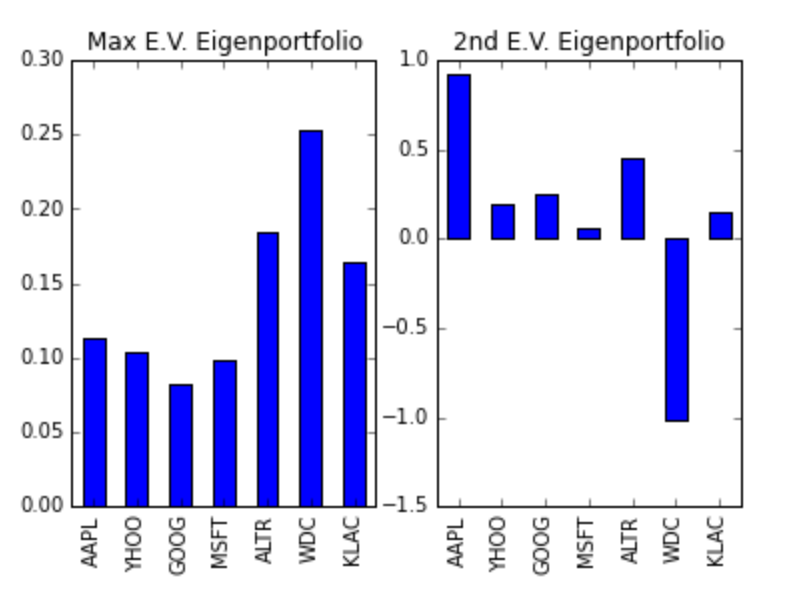 Max E.V. Eigenportfolio
0.30
0.25
0.20
0.15
0.10
0.05
0.00
AAPL
YHOO
GOOG
MSFT
ALTR
WDC
KLAC
2nd E.V. Eigenportfolio
1.0
0.5
0.0
−0.5
−1.0
−1.5
AAPL
YHOO
GOOG
MSFT
ALTR
WDC
KLAC